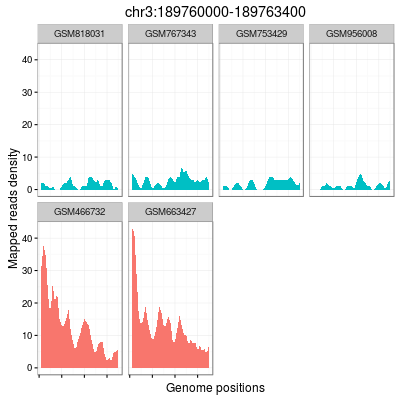 chr3:189760000-189763400
GSM818031 GSM767343 GSM753429 GSM956008
40
30
20
10
0
Mapped reads density
GSM466732 GSM663427
40
30
20
10
0
Genome positions